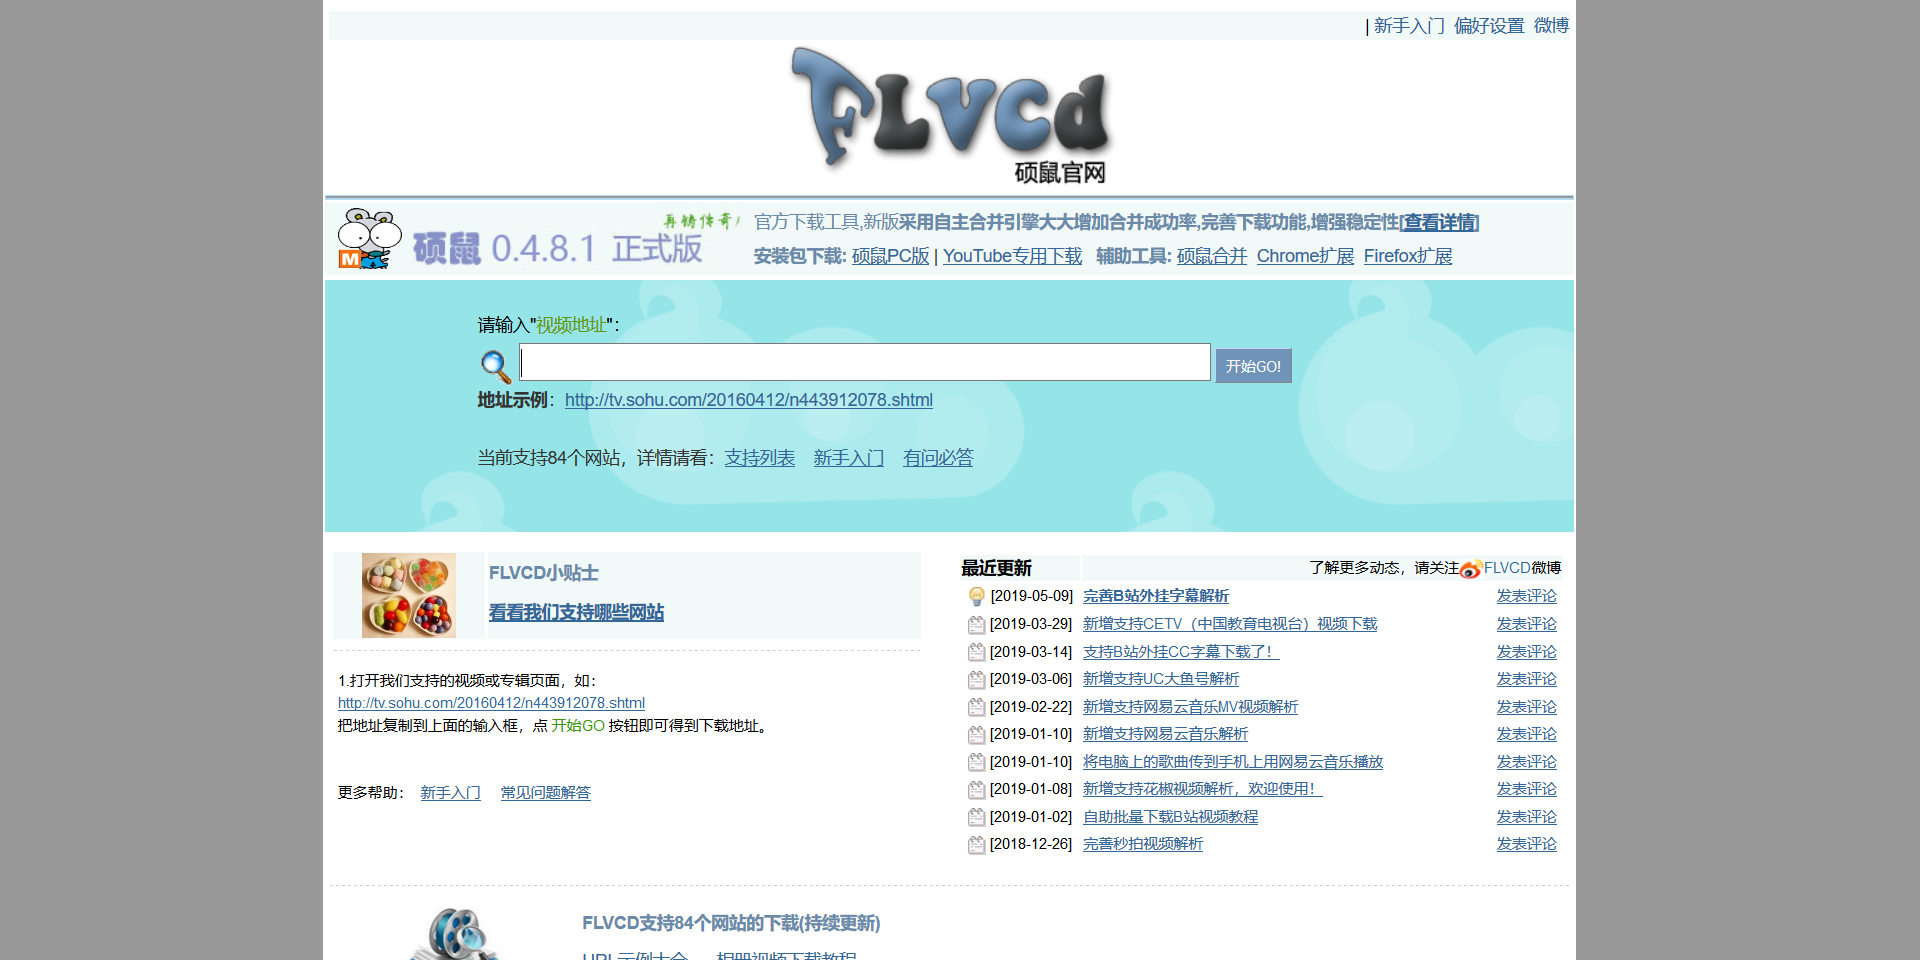 | 新手入门 偏好设置 微博
FLVCd
硕鼠官网
再铸传奇!
硕鼠 0.4.8.1 正式版
官方下载工具,新版采用自主合并引擎大大增加合并成功率,完善下载功能,增强稳定性[查看详情]
安装包下载: 硕鼠PC版 | YouTube专用下载 辅助工具: 硕鼠合并 Chrome扩展 Firefox扩展
M
请输入"视频地址"：
开始GO!
地址示例：http://tv.sohu.com/20160412/n443912078.shtml
当前支持84个网站，详情请看：支持列表 新手入门 有问必答
FLVCD小贴士
看看我们支持哪些网站
1.打开我们支持的视频或专辑页面，如：
http://tv.sohu.com/20160412/n443912078.shtml
把地址复制到上面的输入框，点 开始GO 按钮即可得到下载地址。
更多帮助： 新手入门 常见问题解答
最近更新 了解更多动态，请关注FLVCD微博
[2019-05-09] 完善B站外挂字幕解析 发表评论
[2019-03-29] 新增支持CETV（中国教育电视台）视频下载 发表评论
[2019-03-14] 支持B站外挂CC字幕下载了！ 发表评论
[2019-03-06] 新增支持UC大鱼号解析 发表评论
[2019-02-22] 新增支持网易云音乐MV视频解析 发表评论
[2019-01-10] 新增支持网易云音乐解析 发表评论
[2019-01-10] 将电脑上的歌曲传到手机上用网易云音乐播放 发表评论
[2019-01-08] 新增支持花椒视频解析，欢迎使用！ 发表评论
[2019-01-02] 自助批量下载B站视频教程 发表评论
[2018-12-26] 完善秒拍视频解析 发表评论
FLVCD支持84个网站的下载(持续更新)
URL示例大全 相册视频下载教程